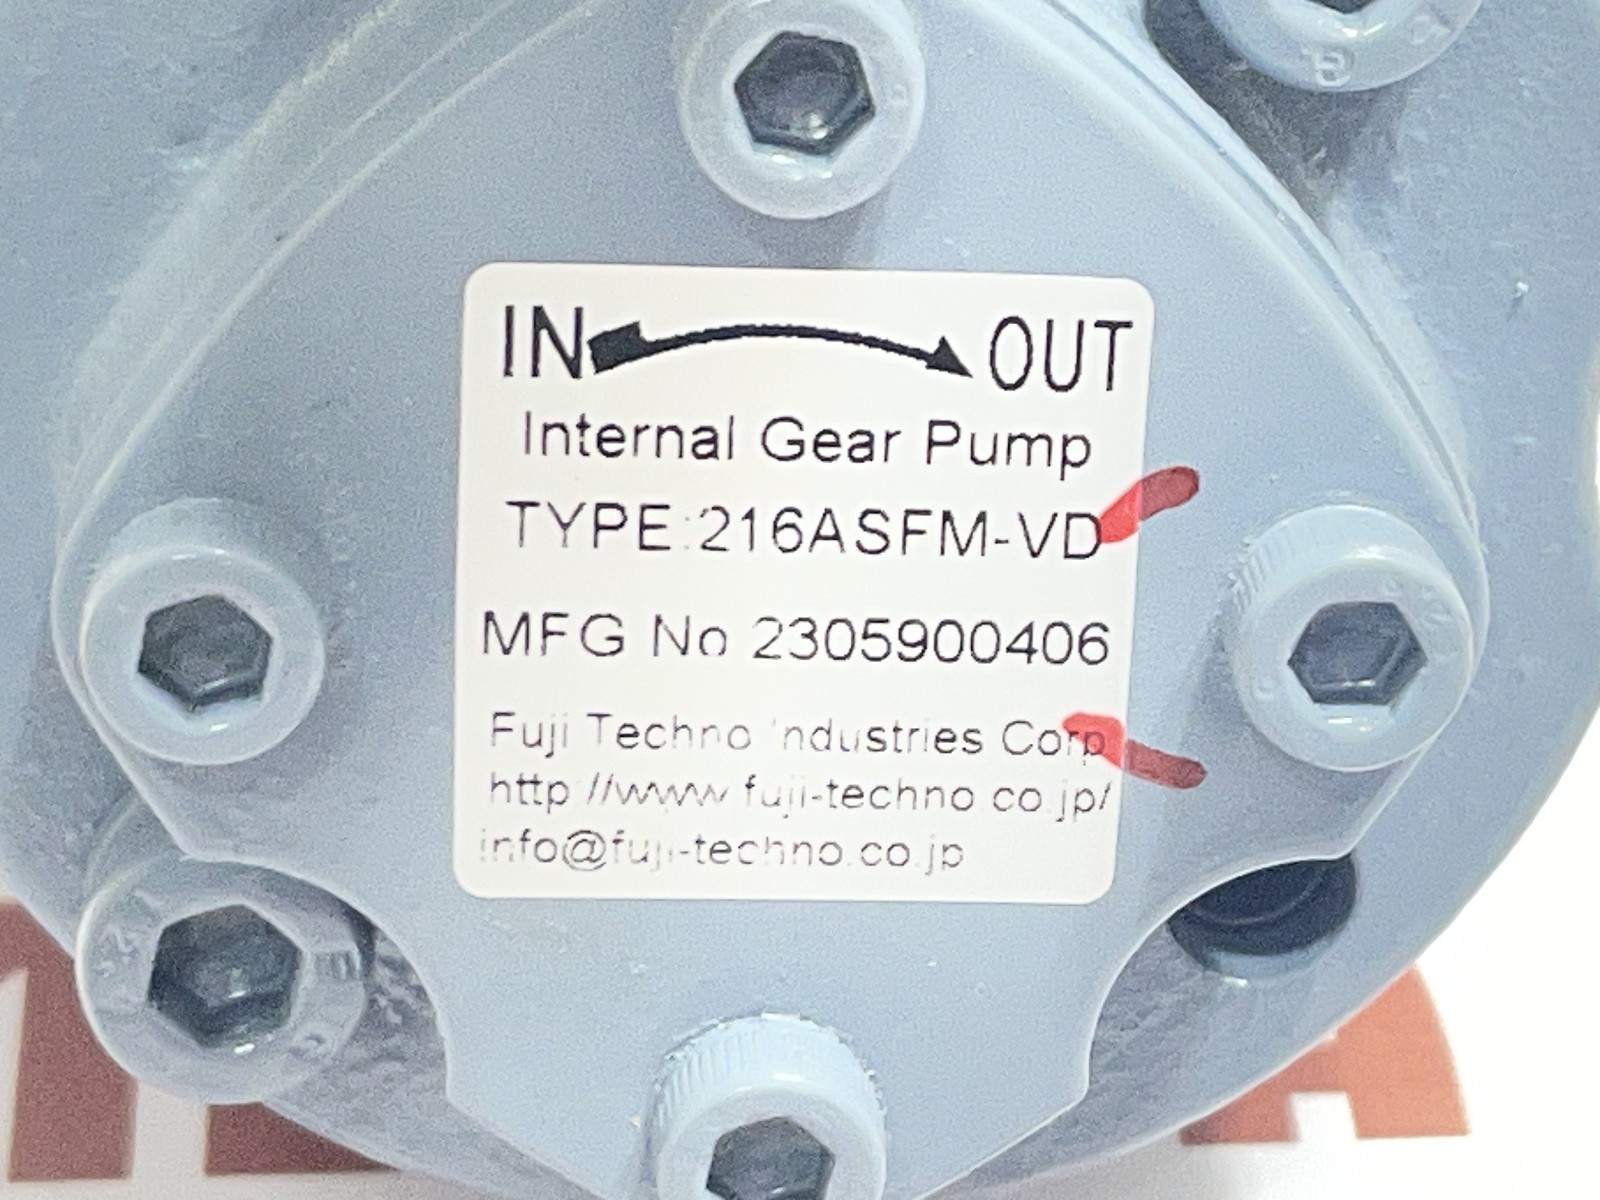 IN OUT
Internal Gear Pump
TYPE:216ASFM-VD
MFG No 2305900406
Fuji Techno Industries Corp
http://www.fuji-techno.co.jp/
info@fuji-techno.co.jp